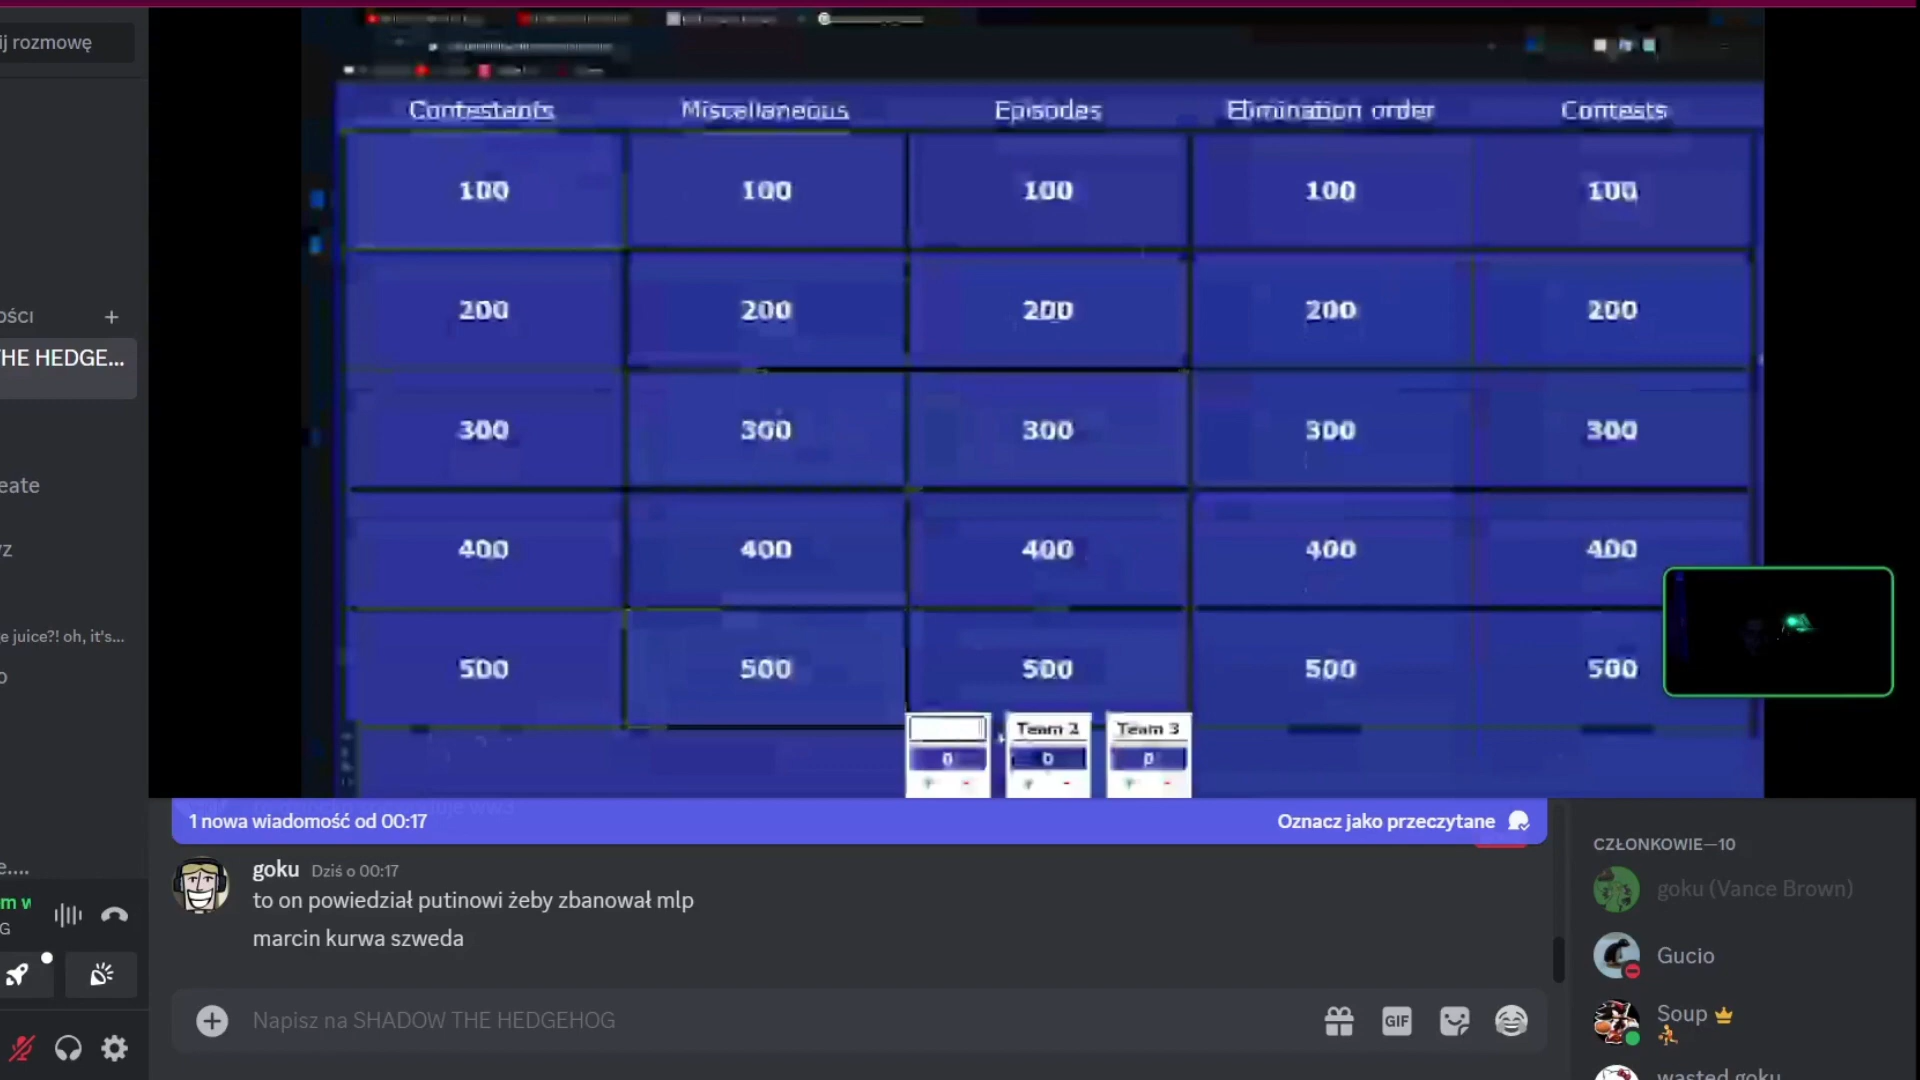 ij rozmowę
Contestants Miscellaneous Episodes Elimination order Contests
100 100 100 100 100
200 200 200 200 200
300 300 300 300 300
400 400 400 400 400
500 500 500 500 500
Team 2 Team 3
0 0 0
ości +
THE HEDGE...
eate
yz
e juice?! oh, it's...
o
e....
m w
G
1 nowa wiadomość od 00:17 Oznacz jako przeczytane
goku Dziś o 00:17
to on powiedział putinowi żeby zbanował mlp
marcin kurwa szweda
Napisz na SHADOW THE HEDGEHOG
GIF
CZŁONKOWIE—10
goku (Vance Brown)
Gucio
Soup
wasted goku